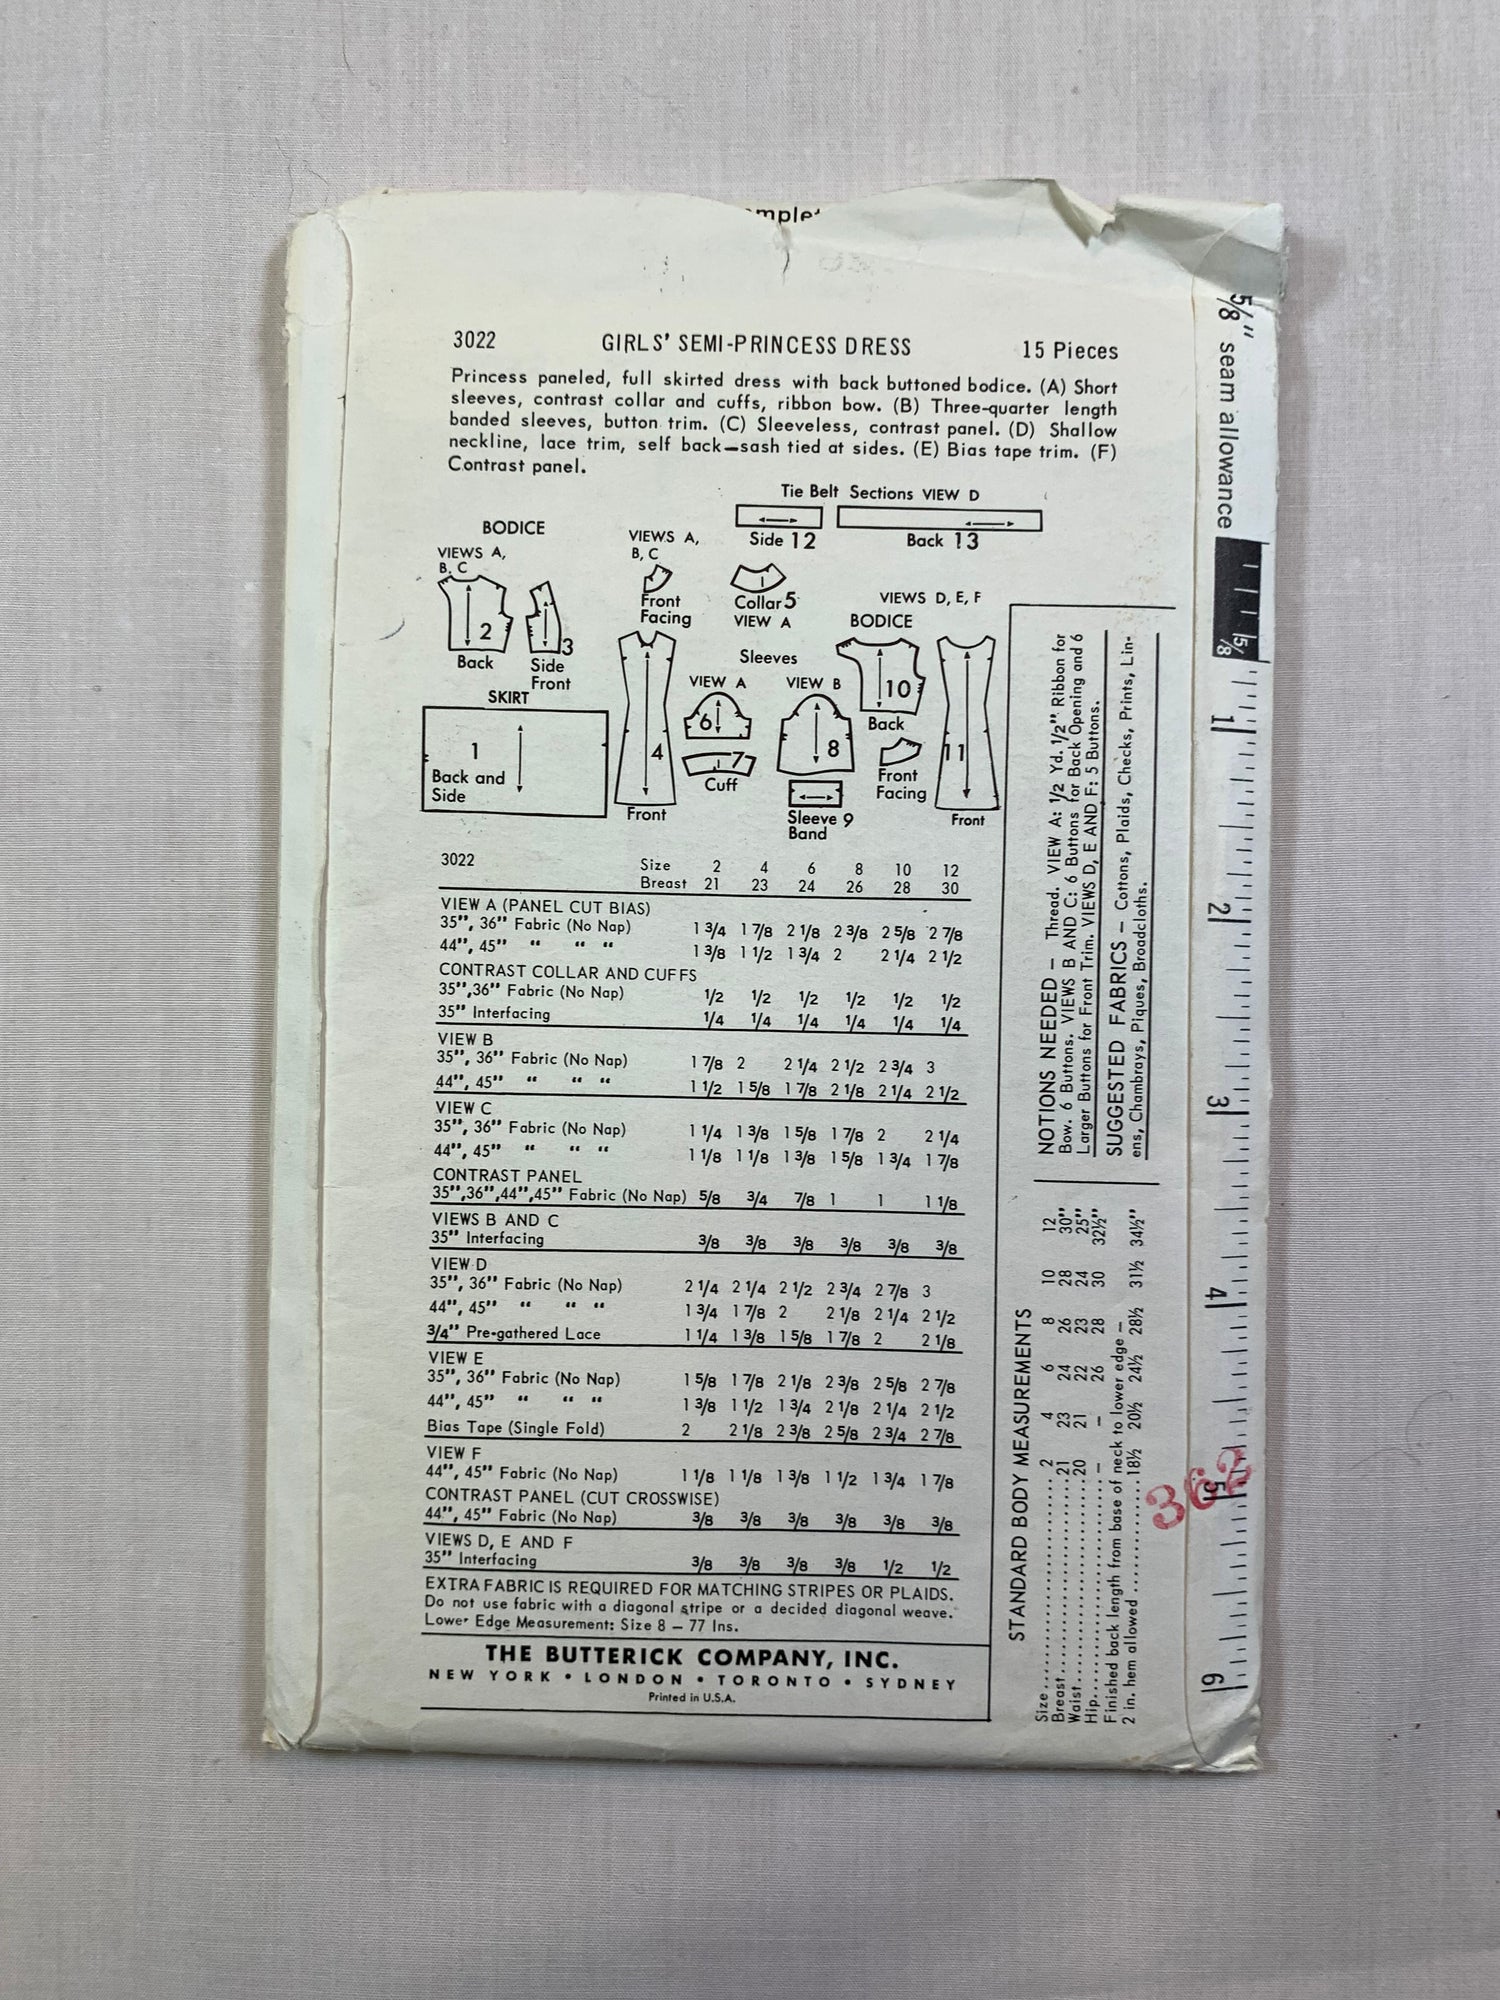 mplet
3022 GIRLS' SEMI-PRINCESS DRESS 15 Pieces
Princess paneled, full skirted dress with back buttoned bodice. (A) Short
sleeves, contrast collar and cuffs, ribbon bow. (B) Three-quarter length
banded sleeves, button trim. (C) Sleeveless, contrast panel. (D) Shallow
neckline, lace trim, self back—sash tied at sides. (E) Bias tape trim. (F)
Contrast panel.
Tie Belt Sections VIEW D
Side 12 Back 13
BODICE
VIEWS A,
B, C
2
Back
3
Side
Front
VIEWS A,
B, C
Front
Facing
Collar 5
VIEW A
VIEWS D, E, F
BODICE
10
Back
Front
Facing
11
Front
SKIRT
1
Back and
Side
4
Front
Sleeves
VIEW A VIEW B
6
7
Cuff
8
Sleeve 9
Band
3022 Size 2 4 6 8 10 12
Breast 21 23 24 26 28 30
VIEW A (PANEL CUT BIAS)
35", 36" Fabric (No Nap) 1 3/4 1 7/8 2 1/8 2 3/8 2 5/8 2 7/8
44", 45" " " " 1 3/8 1 1/2 1 3/4 2 2 1/4 2 1/2
CONTRAST COLLAR AND CUFFS
35",36" Fabric (No Nap) 1/2 1/2 1/2 1/2 1/2 1/2
35" Interfacing 1/4 1/4 1/4 1/4 1/4 1/4
VIEW B
35", 36" Fabric (No Nap) 1 7/8 2 2 1/4 2 1/2 2 3/4 3
44", 45" " " " 1 1/2 1 5/8 1 7/8 2 1/8 2 1/4 2 1/2
VIEW C
35", 36" Fabric (No Nap) 1 1/4 1 3/8 1 5/8 1 7/8 2 2 1/4
44", 45" " " " 1 1/8 1 1/8 1 3/8 1 5/8 1 3/4 1 7/8
CONTRAST PANEL
35",36",44",45" Fabric (No Nap) 5/8 3/4 7/8 1 1 1 1/8
VIEWS B AND C
35" Interfacing 3/8 3/8 3/8 3/8 3/8 3/8
VIEW D
35", 36" Fabric (No Nap) 2 1/4 2 1/4 2 1/2 2 3/4 2 7/8 3
44", 45" " " " 1 3/4 1 7/8 2 2 1/8 2 1/4 2 1/2
3/4" Pre-gathered Lace 1 1/4 1 3/8 1 5/8 1 7/8 2 2 1/8
VIEW E
35", 36" Fabric (No Nap) 1 5/8 1 7/8 2 1/8 2 3/8 2 5/8 2 7/8
44", 45" " " " 1 3/8 1 1/2 1 3/4 2 1/8 2 1/4 2 1/2
Bias Tape (Single Fold) 2 2 1/8 2 3/8 2 5/8 2 3/4 2 7/8
VIEW F
44", 45" Fabric (No Nap) 1 1/8 1 1/8 1 3/8 1 1/2 1 3/4 1 7/8
CONTRAST PANEL (CUT CROSSWISE)
44", 45" Fabric (No Nap) 3/8 3/8 3/8 3/8 3/8 3/8
VIEWS D, E AND F
35" Interfacing 3/8 3/8 3/8 3/8 1/2 1/2
EXTRA FABRIC IS REQUIRED FOR MATCHING STRIPES OR PLAIDS.
Do not use fabric with a diagonal stripe or a decided diagonal weave.
Lower Edge Measurement: Size 8 – 77 Ins.
THE BUTTERICK COMPANY, INC.
NEW YORK • LONDON • TORONTO • SYDNEY
Printed in U.S.A.
NOTIONS NEEDED – Thread. VIEW A: 1/2 Yd. 1/2" Ribbon for
Bow. 6 Buttons. VIEWS B AND C: 6 Buttons for Back Opening and 6
Larger Buttons for Front Trim. VIEWS D, E AND F: 5 Buttons.
SUGGESTED FABRICS – Cottons, Plaids, Checks, Prints, Lin-
ens, Chambrays, Piques, Broadcloths.
STANDARD BODY MEASUREMENTS
Size 2 4 6 8 10 12
Breast 21 23 24 26 28 30"
Waist 20 21 22 23 24 25"
Hip – – 26 28 30 32½"
Finished back length from base of neck to lower edge –
2 in. hem allowed 18½ 20½ 24½ 28½ 31½ 34½"
5/8" seam allowance
5/8
1
2
3
4
5
6
362